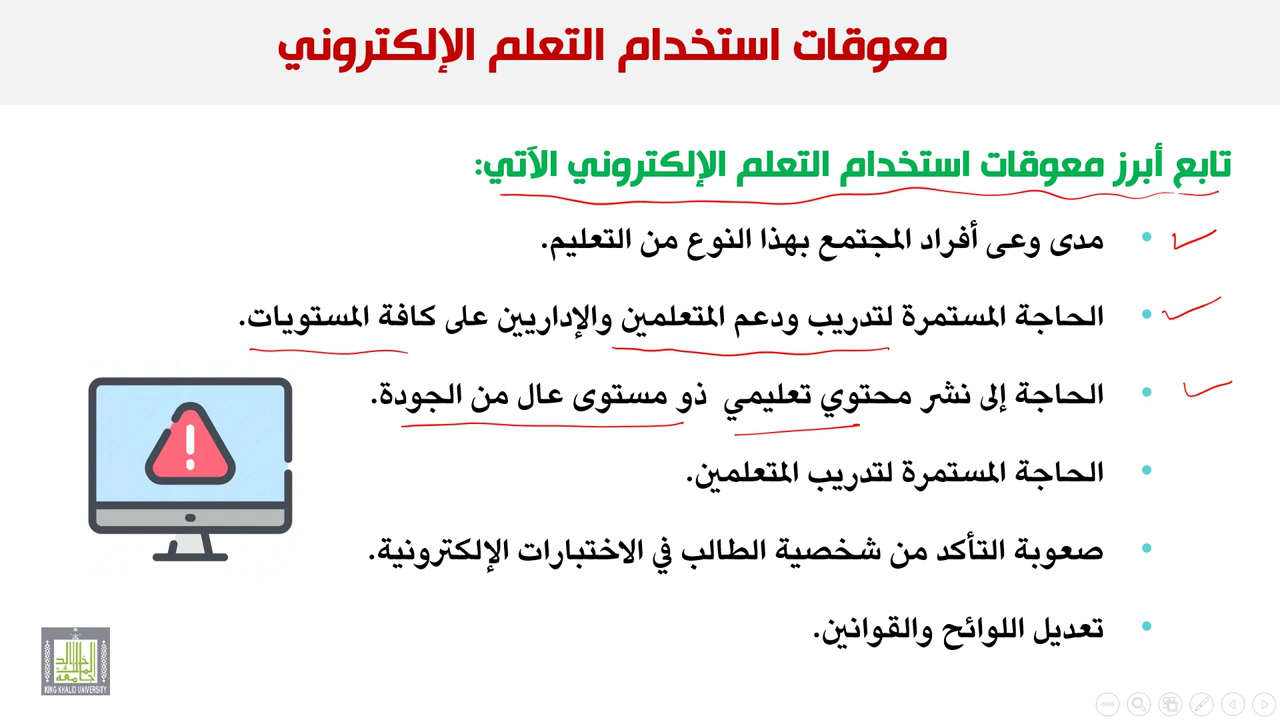 معوقات استخدام التعلم الإلكتروني
تابع أبرز معوقات استخدام التعلم الإلكتروني الآتي:
• مدى وعى أفراد المجتمع بهذا النوع من التعليم.
• الحاجة المستمرة لتدريب ودعم المتعلمين والإداريين على كافة المستويات.
• الحاجة إلى نشر محتوي تعليمي ذو مستوى عال من الجودة.
• الحاجة المستمرة لتدريب المتعلمين.
• صعوبة التأكد من شخصية الطالب في الاختبارات الإلكترونية.
• تعديل اللوائح والقوانين.
جامعة الملك خالد
KING KHALID UNIVERSITY